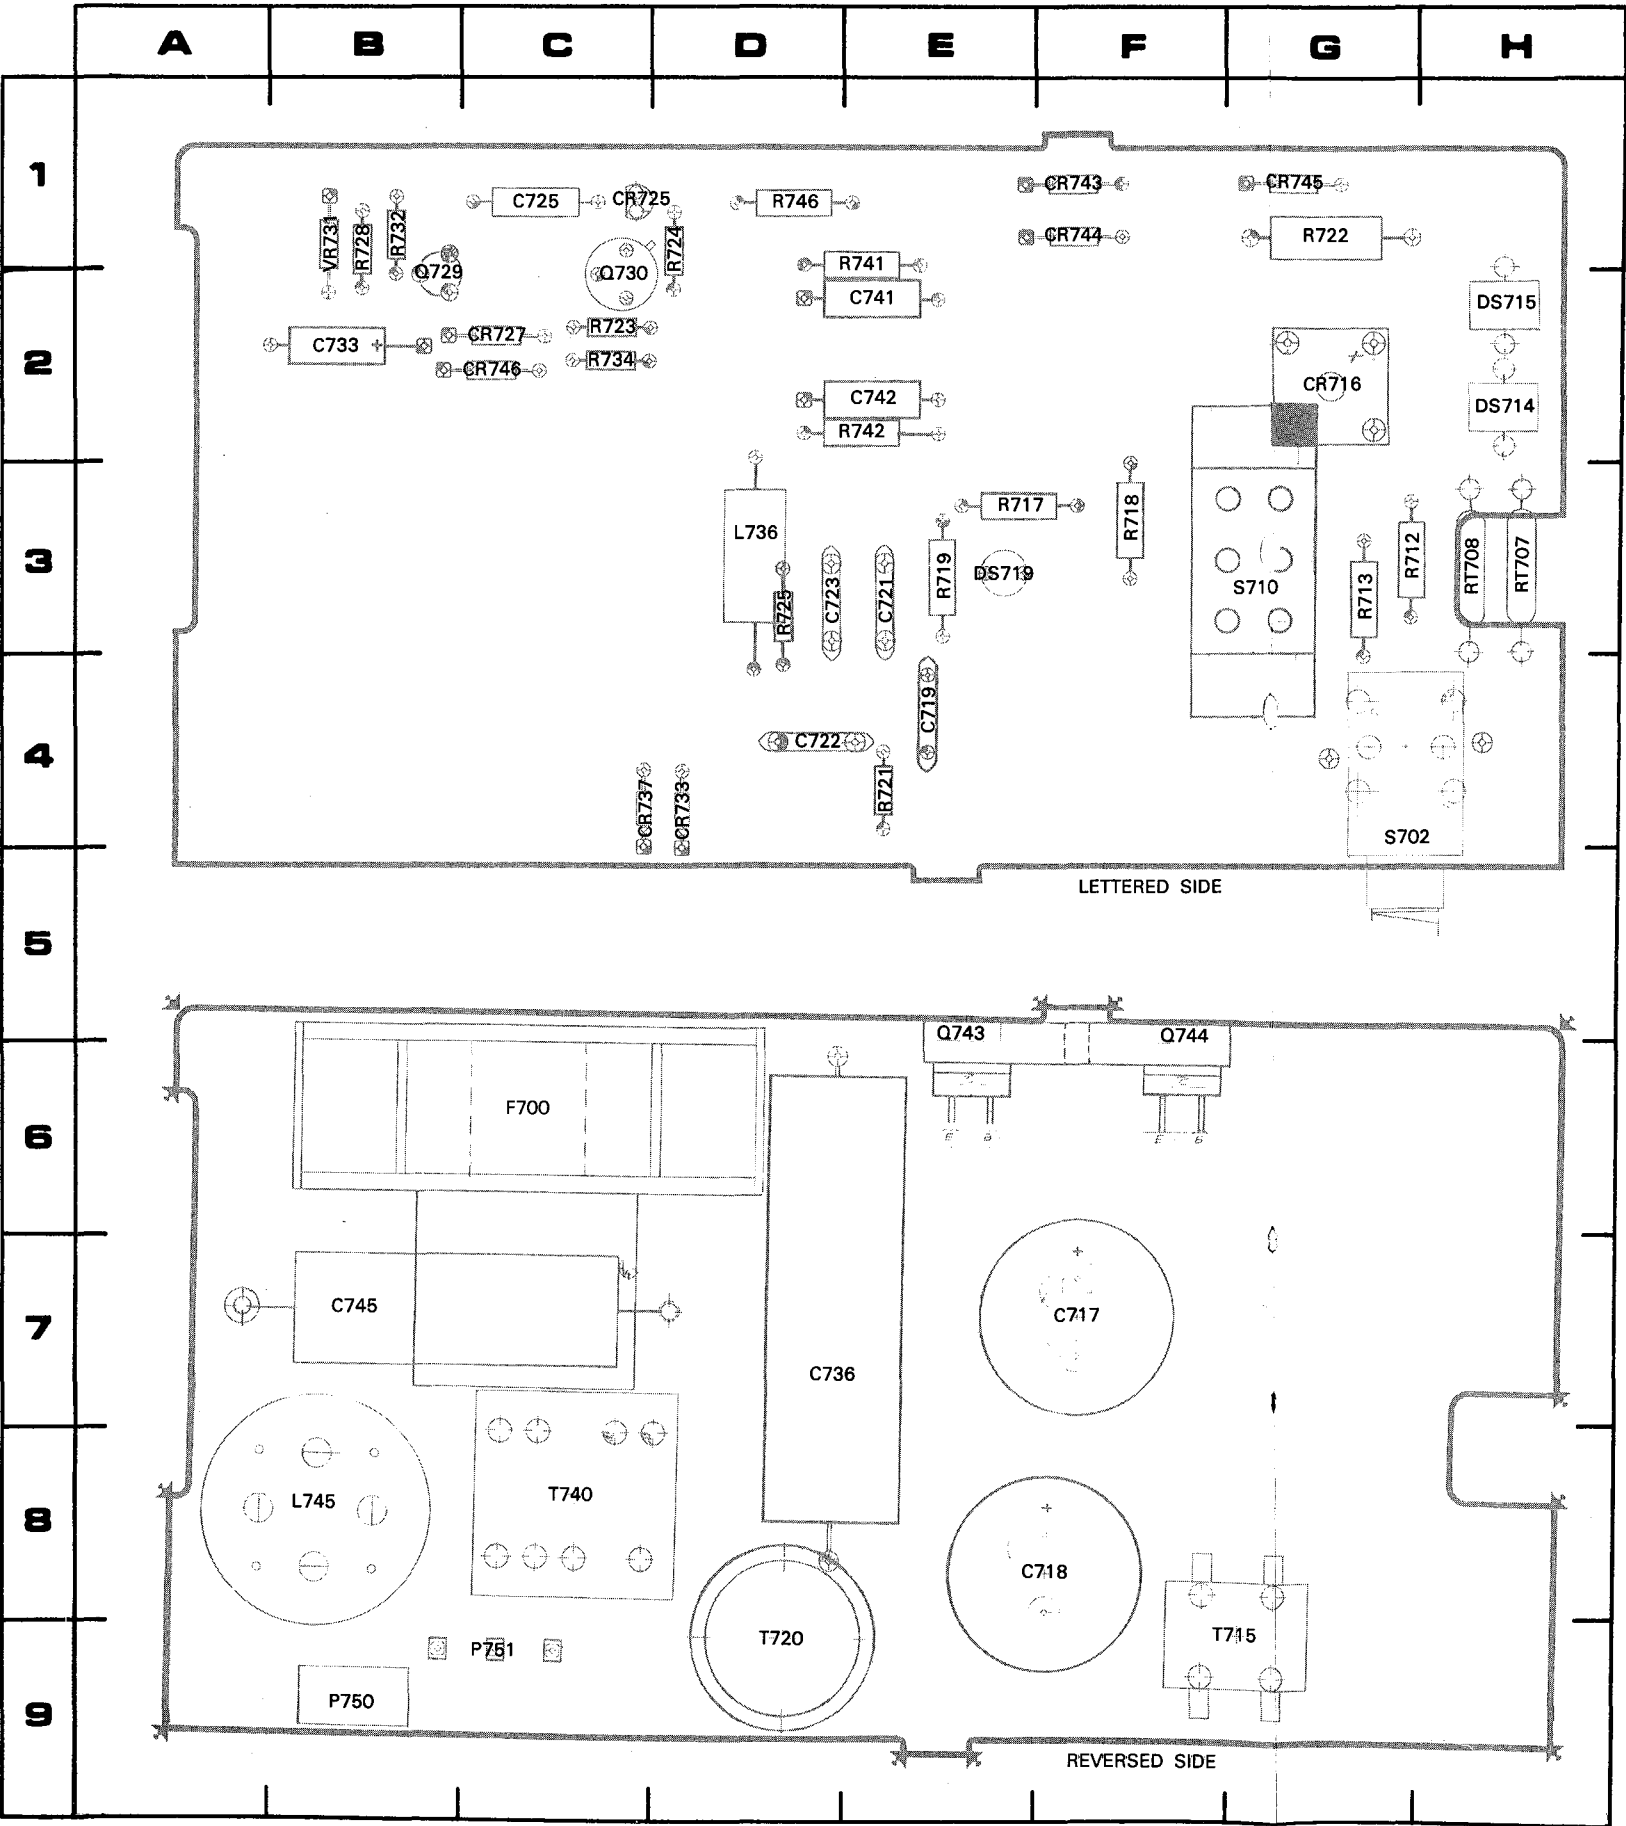 A B C D E F G H
1
CR743 CR745
C725 CR725 R746
VR731 R728 R732 R724 CR744 R722
Q729 Q730 R741
2
C741 DS715
C733 + CR727 R723
CR746 R734 CR716
C742 DS714
R742
3
L736 R717 R718
R725 C723 C721 R719 DS719 S710 R713 R712 RT708 RT707
4
C719
C722
CR737 CR733 R721
S702
LETTERED SIDE
5
Q743 Q744
6
F700
E B E B
7
+
C745 C717
C736
8
L745 T740 +
C718
9
P751 T720 T715
P750
REVERSED SIDE